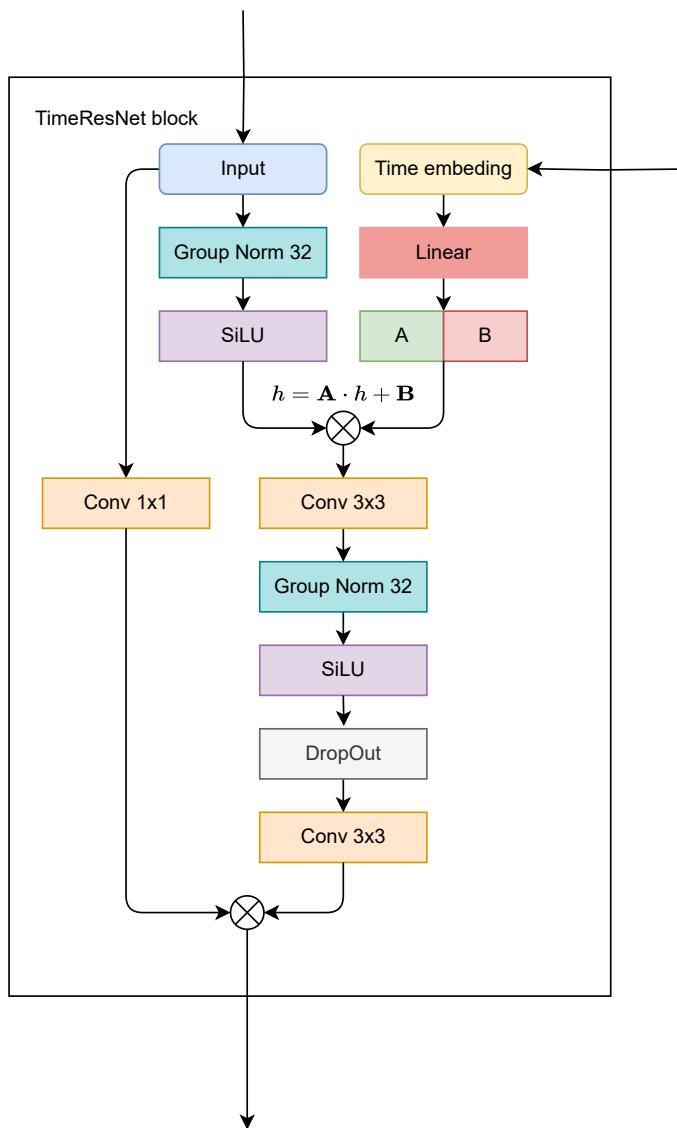 TimeResNet block
Input
Time embeding
Group Norm 32
Linear
SiLU
A
B
h = A · h + B
Conv 1x1
Conv 3x3
Group Norm 32
SiLU
DropOut
Conv 3x3